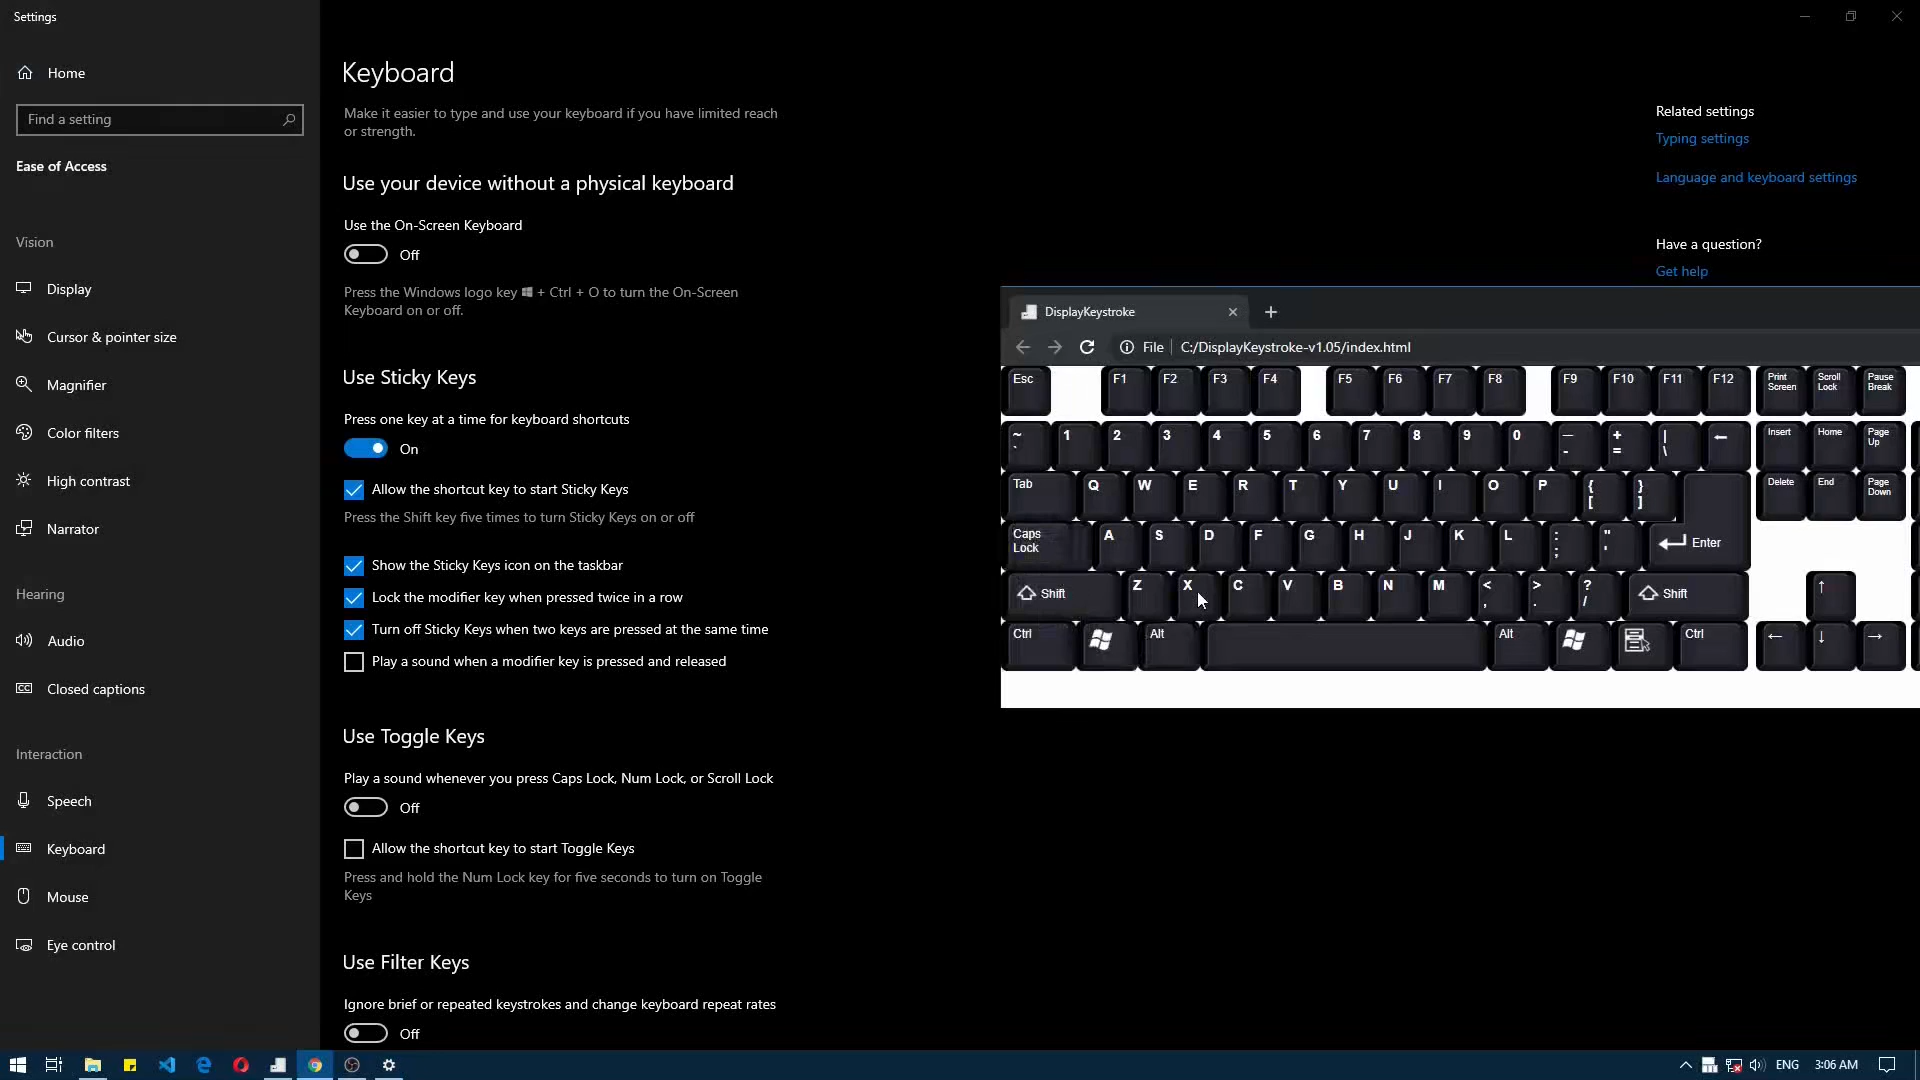 Settings
Home
Find a setting
Ease of Access
Vision
Display
Cursor & pointer size
Magnifier
Color filters
High contrast
Narrator
Hearing
Audio
Closed captions
Interaction
Speech
Keyboard
Mouse
Eye control
Keyboard
Make it easier to type and use your keyboard if you have limited reach
or strength.
Use your device without a physical keyboard
Use the On-Screen Keyboard
Off
Press the Windows logo key + Ctrl + O to turn the On-Screen
Keyboard on or off.
Use Sticky Keys
Press one key at a time for keyboard shortcuts
On
Allow the shortcut key to start Sticky Keys
Press the Shift key five times to turn Sticky Keys on or off
Show the Sticky Keys icon on the taskbar
Lock the modifier key when pressed twice in a row
Turn off Sticky Keys when two keys are pressed at the same time
Play a sound when a modifier key is pressed and released
Use Toggle Keys
Play a sound whenever you press Caps Lock, Num Lock, or Scroll Lock
Off
Allow the shortcut key to start Toggle Keys
Press and hold the Num Lock key for five seconds to turn on Toggle
Keys
Use Filter Keys
Ignore brief or repeated keystrokes and change keyboard repeat rates
Off
Related settings
Typing settings
Language and keyboard settings
Have a question?
Get help
DisplayKeystroke
File C:/DisplayKeystroke-v1.05/index.html
Esc F1 F2 F3 F4 F5 F6 F7 F8 F9 F10 F11 F12 Print Screen Scroll Lock Pause Break
~ ` 1 2 3 4 5 6 7 8 9 0 — - + = | \ ← Insert Home Page Up
Tab Q W E R T Y U I O P { [ } ] Delete End Page Down
Caps Lock A S D F G H J K L : ; " ' Enter
Shift Z X C V B N M < , > . ? / Shift ↑
Ctrl Alt Alt Ctrl ← ↓ →
ENG 3:06 AM